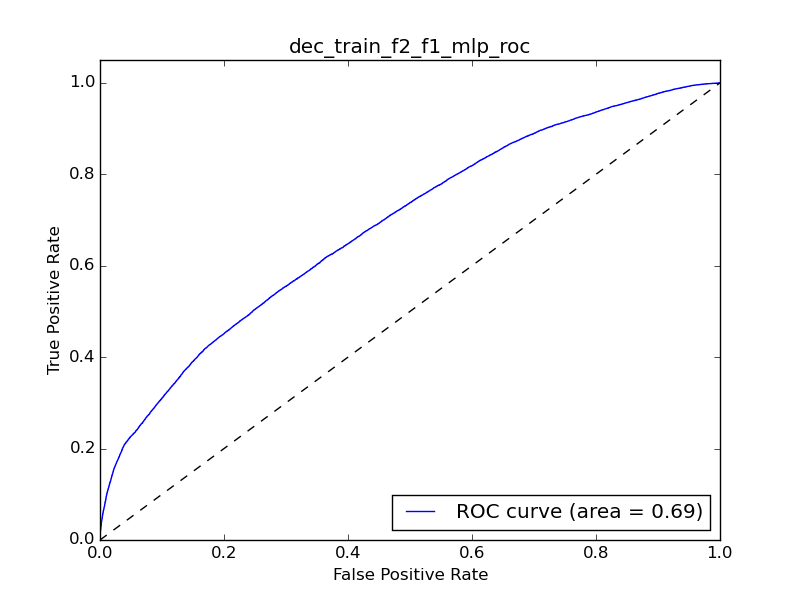 dec_train_f2_f1_mlp_roc
1.0
0.8
0.6
0.4
0.2
0.0
True Positive Rate
0.0 0.2 0.4 0.6 0.8 1.0
False Positive Rate
ROC curve (area = 0.69)